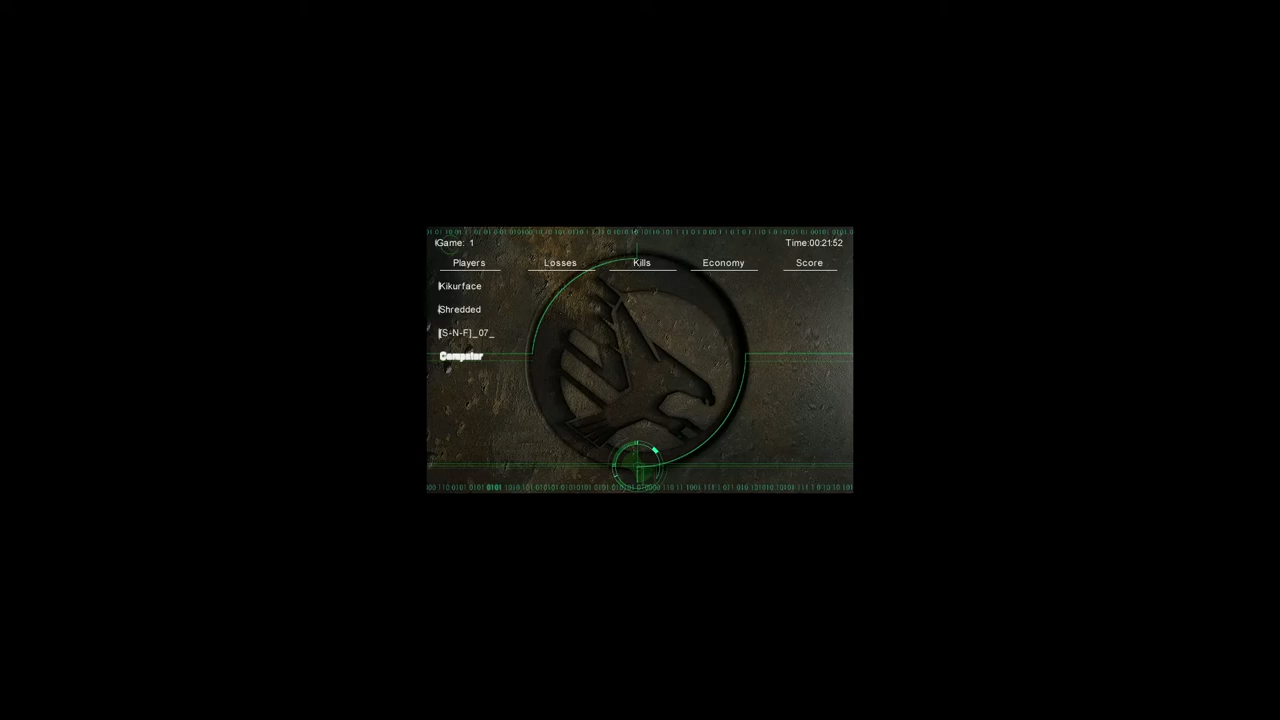 Game: 1 Time:00:21:52
Players Losses Kills Economy Score
Kikurface
Shredded
[S-N-F]_07_
Computer